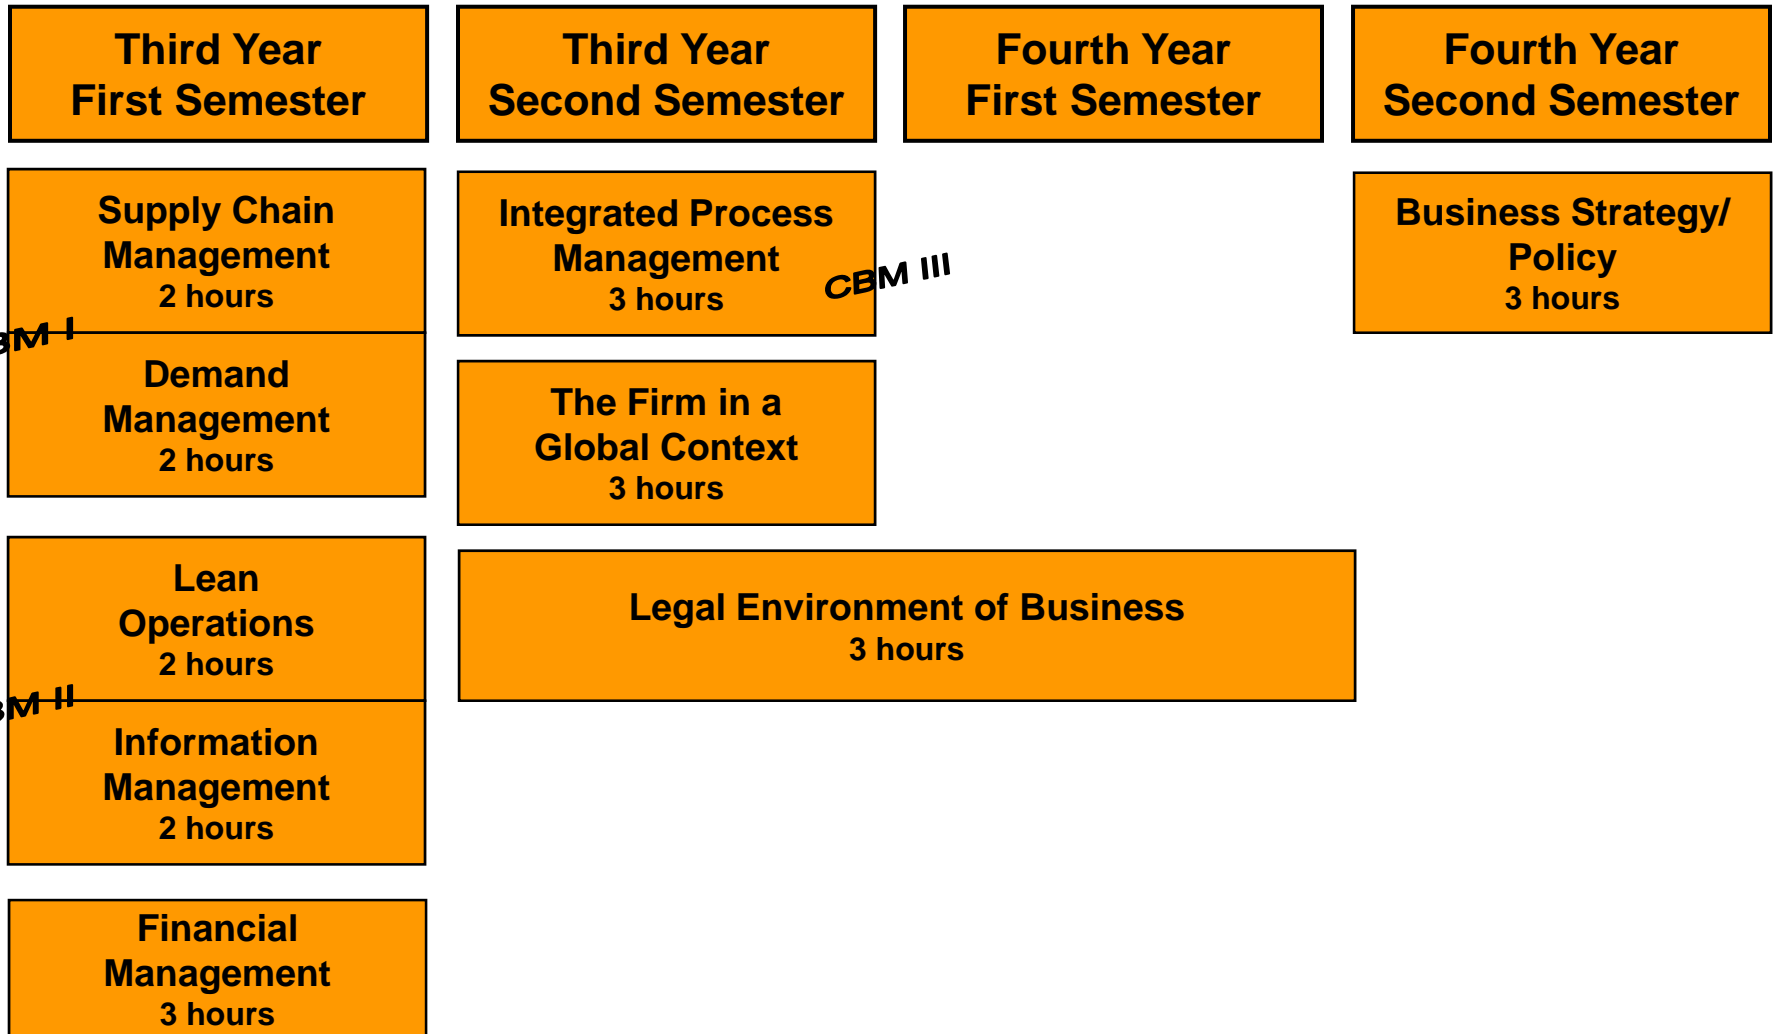 Third Year
First Semester
Third Year
Second Semester
Fourth Year
First Semester
Fourth Year
Second Semester
Supply Chain
Management
2 hours
BM I
Demand
Management
2 hours
Lean
Operations
2 hours
BM II
Information
Management
2 hours
Financial
Management
3 hours
Integrated Process
Management
3 hours
CBM III
The Firm in a
Global Context
3 hours
Legal Environment of Business
3 hours
Business Strategy/
Policy
3 hours